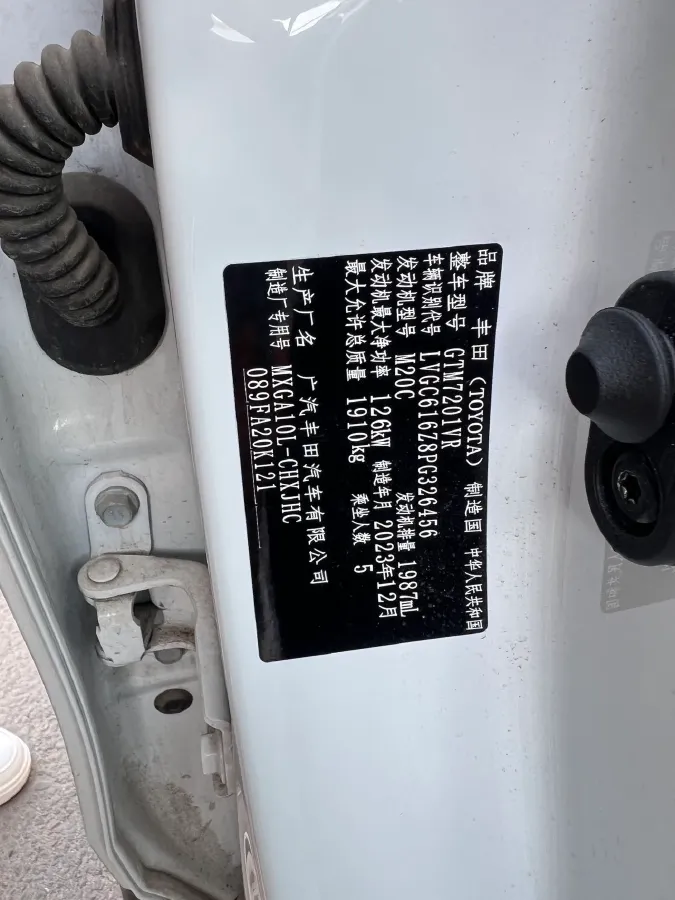 品牌 丰田(TOYOTA) 制造国 中华人民共和国
整车型号 GTM7201VR
车辆识别代号 LVGC616Z8PG326456
发动机型号 M20C 发动机排量 1987mL
发动机最大净功率 126kW 制造年月 2023年12月
最大允许总质量 1910kg 乘坐人数 5
生产厂名 广汽丰田汽车有限公司
制造厂专用号 MXGA10L-CHXJHC
089FA20K121